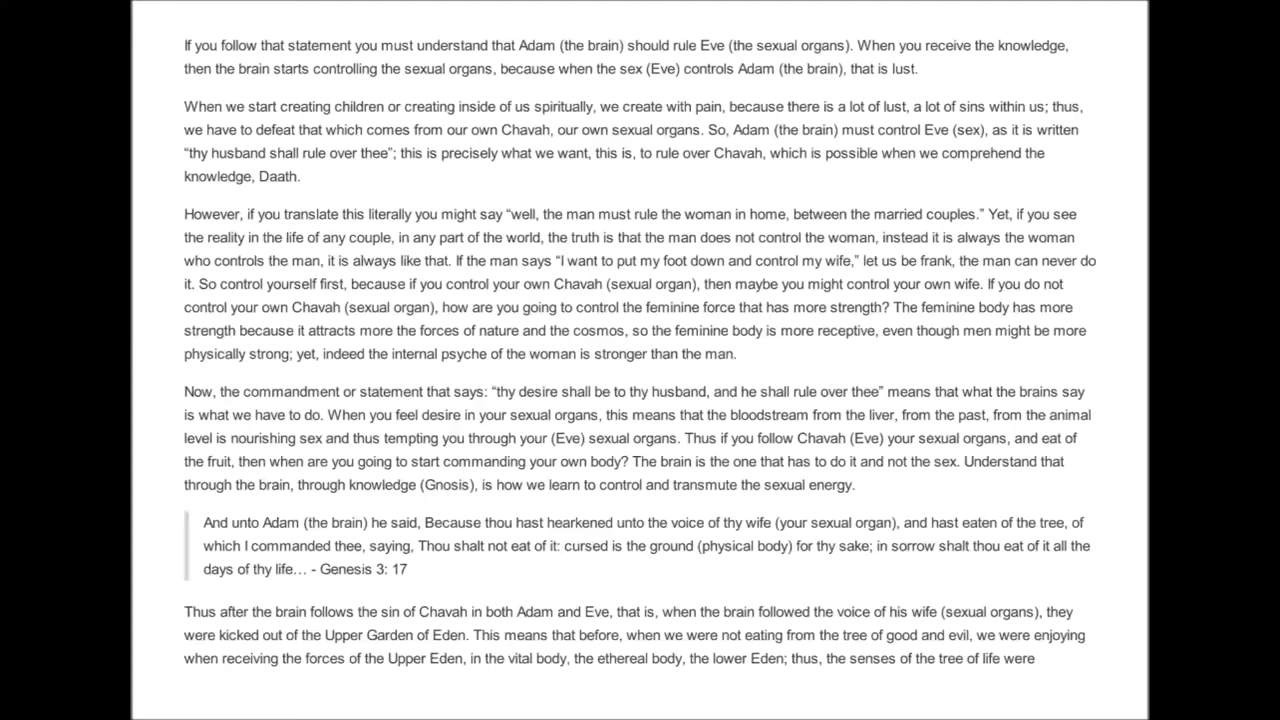 If you follow that statement you must understand that Adam (the brain) should rule Eve (the sexual organs). When you receive the knowledge,
then the brain starts controlling the sexual organs, because when the sex (Eve) controls Adam (the brain), that is lust.
When we start creating children or creating inside of us spiritually, we create with pain, because there is a lot of lust, a lot of sins within us; thus,
we have to defeat that which comes from our own Chavah, our own sexual organs. So, Adam (the brain) must control Eve (sex), as it is written
“thy husband shall rule over thee”; this is precisely what we want, this is, to rule over Chavah, which is possible when we comprehend the
knowledge, Daath.
However, if you translate this literally you might say “well, the man must rule the woman in home, between the married couples.” Yet, if you see
the reality in the life of any couple, in any part of the world, the truth is that the man does not control the woman, instead it is always the woman
who controls the man, it is always like that. If the man says “I want to put my foot down and control my wife,” let us be frank, the man can never do
it. So control yourself first, because if you control your own Chavah (sexual organ), then maybe you might control your own wife. If you do not
control your own Chavah (sexual organ), how are you going to control the feminine force that has more strength? The feminine body has more
strength because it attracts more the forces of nature and the cosmos, so the feminine body is more receptive, even though men might be more
physically strong; yet, indeed the internal psyche of the woman is stronger than the man.
Now, the commandment or statement that says: “thy desire shall be to thy husband, and he shall rule over thee” means that what the brains say
is what we have to do. When you feel desire in your sexual organs, this means that the bloodstream from the liver, from the past, from the animal
level is nourishing sex and thus tempting you through your (Eve) sexual organs. Thus if you follow Chavah (Eve) your sexual organs, and eat of
the fruit, then when are you going to start commanding your own body? The brain is the one that has to do it and not the sex. Understand that
through the brain, through knowledge (Gnosis), is how we learn to control and transmute the sexual energy.
And unto Adam (the brain) he said, Because thou hast hearkened unto the voice of thy wife (your sexual organ), and hast eaten of the tree, of
which I commanded thee, saying, Thou shalt not eat of it: cursed is the ground (physical body) for thy sake; in sorrow shalt thou eat of it all the
days of thy life… - Genesis 3: 17
Thus after the brain follows the sin of Chavah in both Adam and Eve, that is, when the brain followed the voice of his wife (sexual organs), they
were kicked out of the Upper Garden of Eden. This means that before, when we were not eating from the tree of good and evil, we were enjoying
when receiving the forces of the Upper Eden, in the vital body, the ethereal body, the lower Eden; thus, the senses of the tree of life were